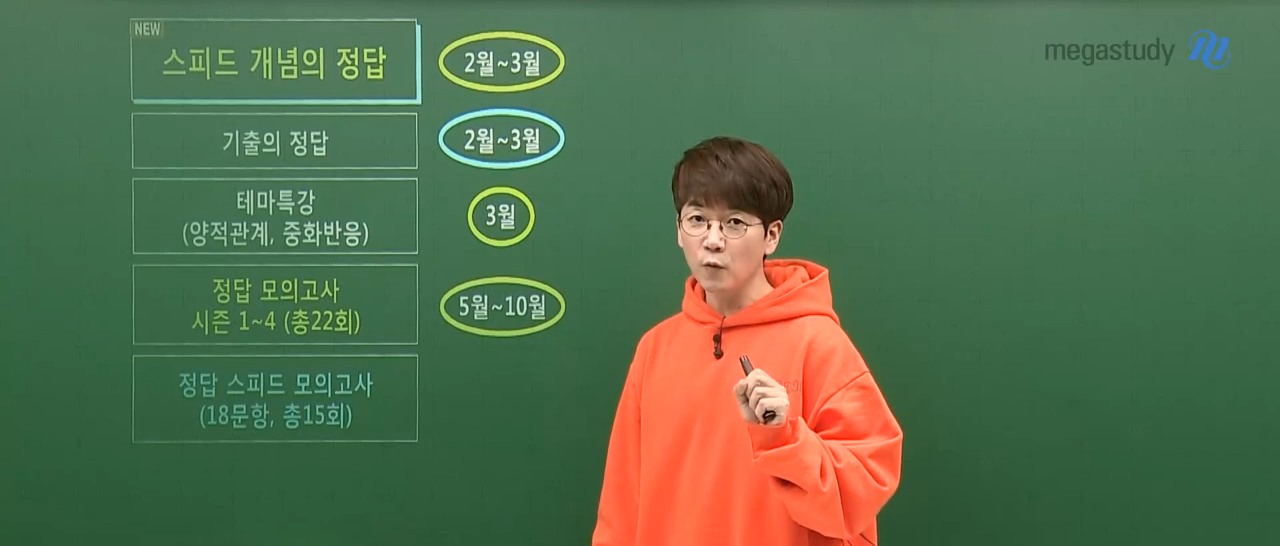 NEW
스피드 개념의 정답
2월~3월
기출의 정답
2월~3월
테마특강
(양적관계, 중화반응)
3월
정답 모의고사
시즌 1~4 (총22회)
5월~10월
정답 스피드 모의고사
(18문항, 총15회)
megastudy